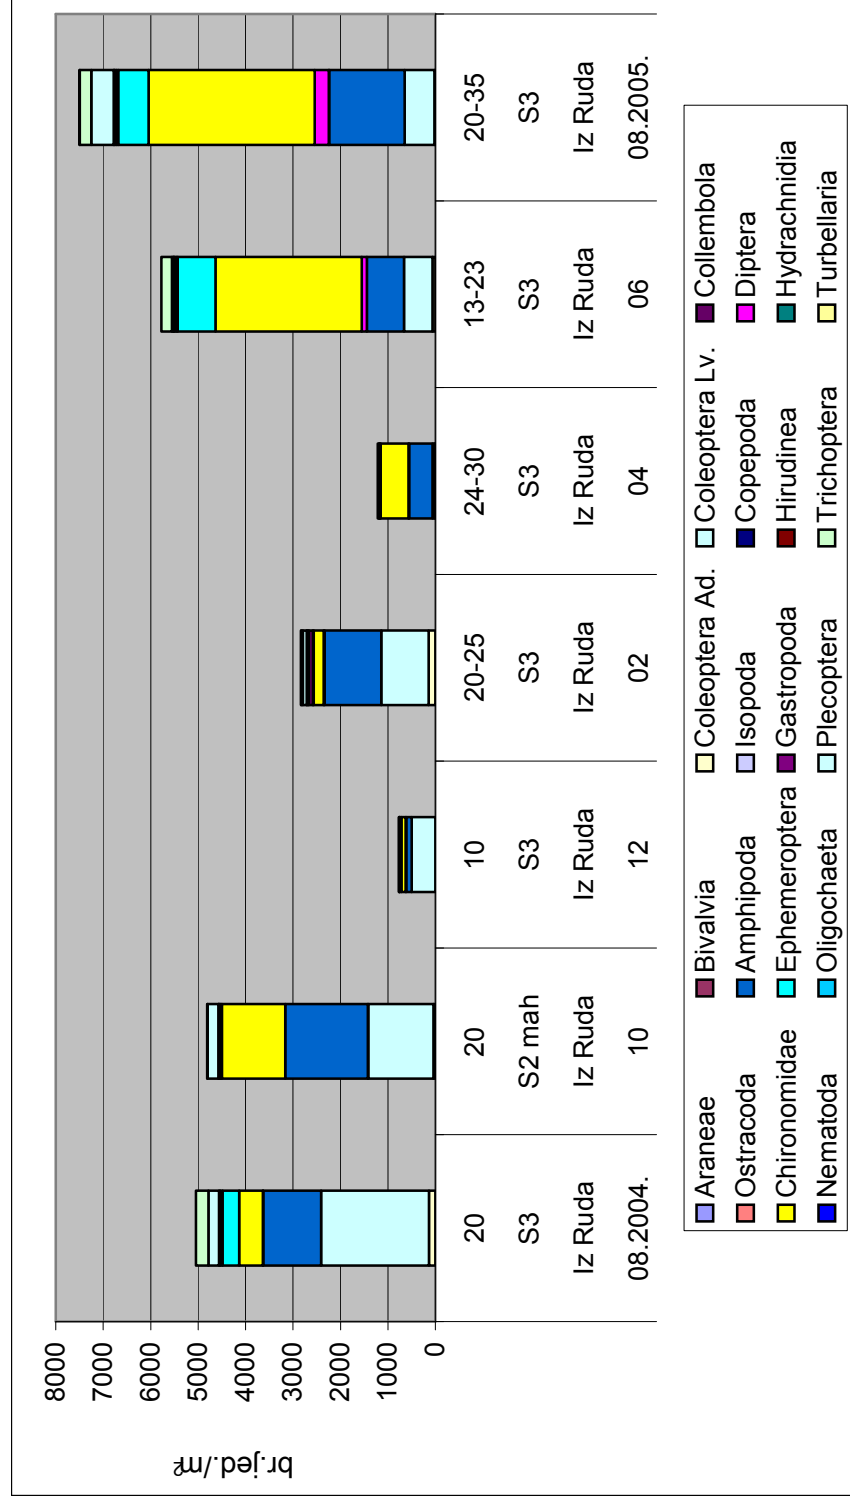 br.jed./m²
8000
7000
6000
5000
4000
3000
2000
1000
0
20 10 20-25 24-30 13-23 20-35
20
S3 S2 mah S3 S3 S3 S3 S3
Iz Ruda Iz Ruda Iz Ruda Iz Ruda Iz Ruda Iz Ruda Iz Ruda
08.2004. 10 12 02 04 06 08.2005.
Araneae Bivalvia Coleoptera Ad. Coleoptera Lv. Collembola
Ostracoda Amphipoda Isopoda Copepoda Diptera
Chironomidae Ephemeroptera Gastropoda Hirudinea Hydrachnidia
Nematoda Oligochaeta Plecoptera Trichoptera Turbellaria